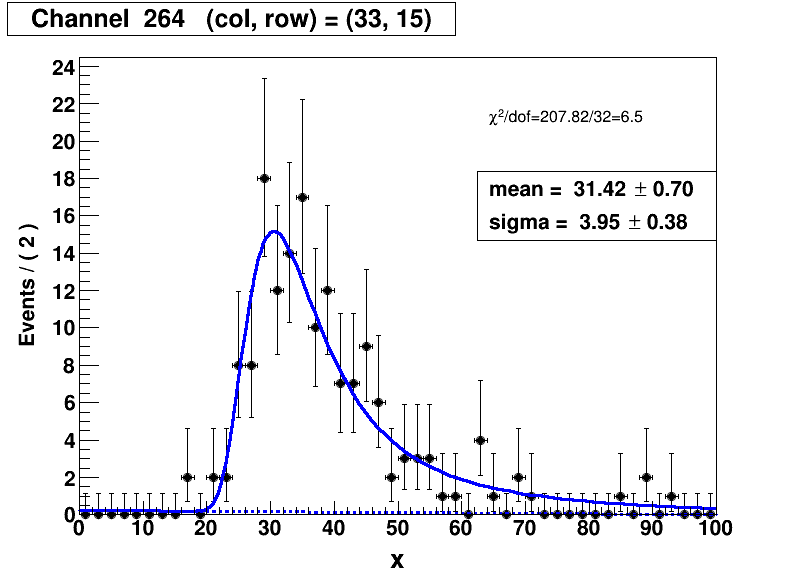 Channel 264 (col, row) = (33, 15)
24
22
20
18
16
14
12
10
8
6
4
2
0
Events / ( 2 )
χ²/dof=207.82/32=6.5
mean = 31.42 ± 0.70
sigma = 3.95 ± 0.38
0 10 20 30 40 50 60 70 80 90 100
x